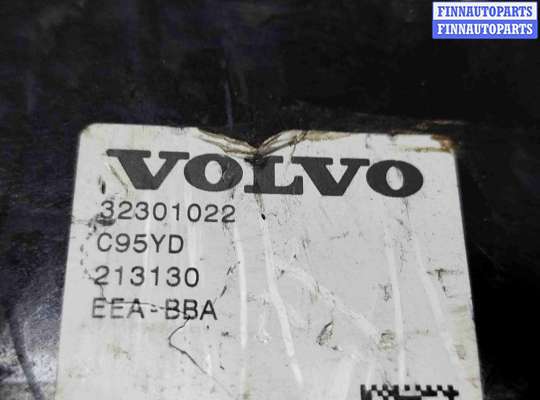 FINNAUTOPARTS
FINNAUTOPARTS
VOLVO
32301022
C95YD
213130
EEA-BBA